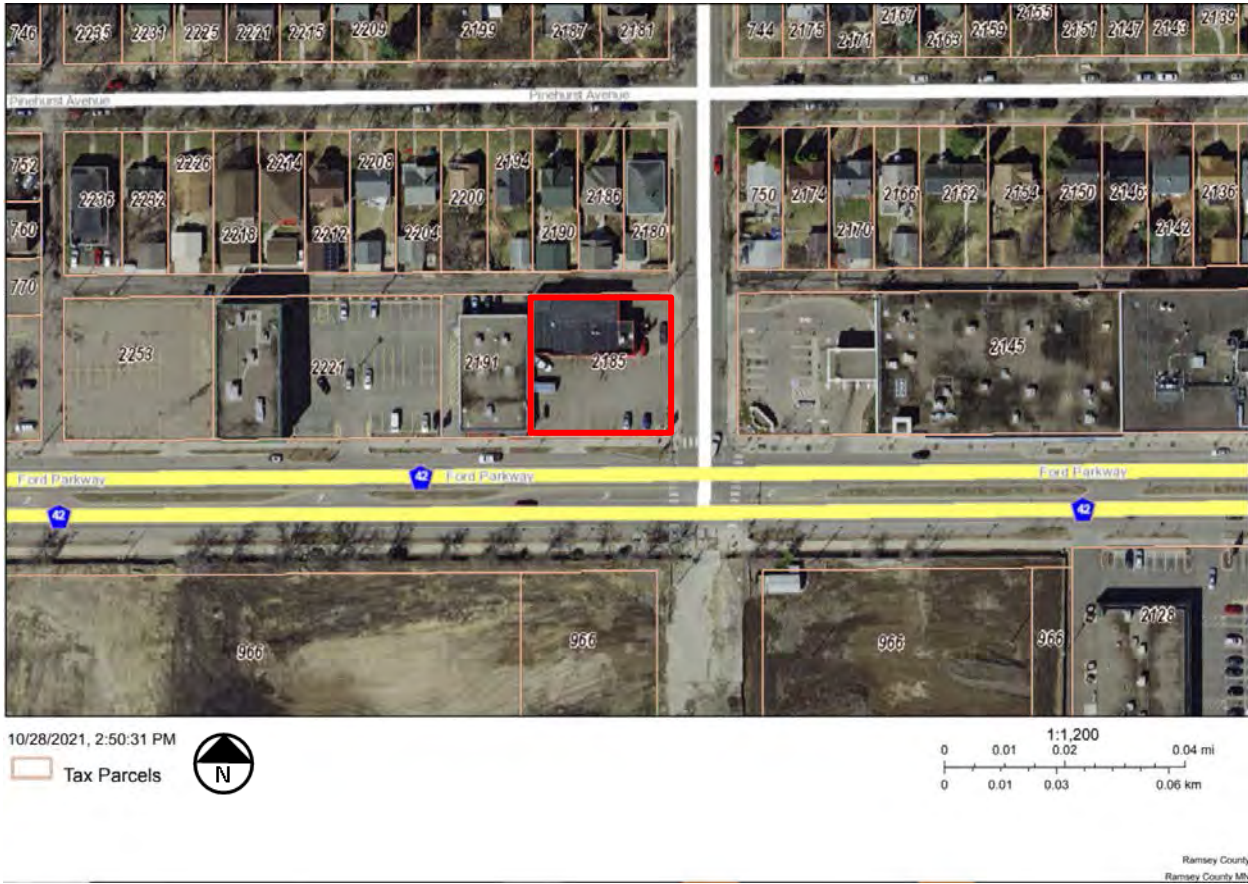 746 2235 2231 2225 2221 2215 2209 2199 2187 2181 744 2175 2171 2167 2163 2159 2155 2151 2147 2143 2139
Pinehurst Avenue Pinehurst Avenue
752 2236 2232 2226 2218 2214 2212 2208 2204 2200 2194 2190 2186 2180 750 2174 2170 2166 2162 2154 2150 2146 2142 2136
760
770
2253 2221 2191 2185 2145
Ford Parkway 42 Ford Parkway Ford Parkway
42 42
966 966 966 966 2128
10/28/2021, 2:50:31 PM
Tax Parcels
N
1:1,200
0 0.01 0.02 0.04 mi
0 0.01 0.03 0.06 km
Ramsey County
Ramsey County MN